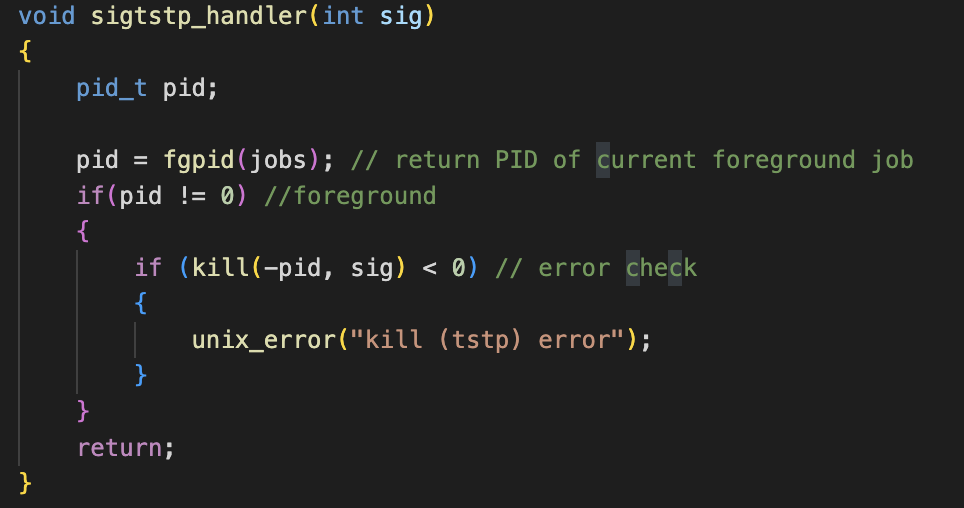 void sigtstp_handler(int sig)
{
    pid_t pid;

    pid = fgpid(jobs); // return PID of current foreground job
    if(pid != 0) //foreground
    {
        if (kill(-pid, sig) < 0) // error check
        {
            unix_error("kill (tstp) error");
        }
    }
    return;
}